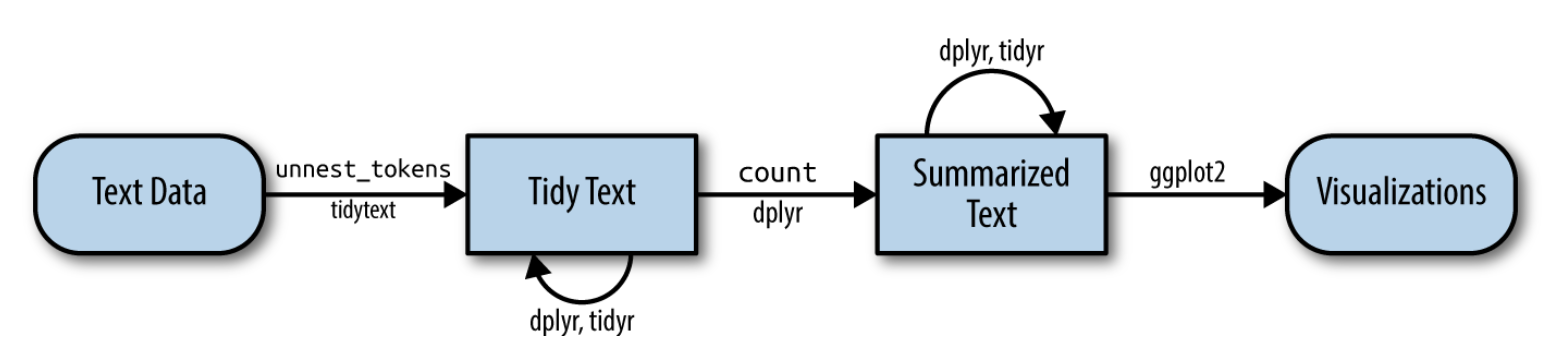 dplyr, tidyr
Text Data
unnest_tokens
tidytext
Tidy Text
dplyr, tidyr
count
dplyr
Summarized
Text
ggplot2
Visualizations